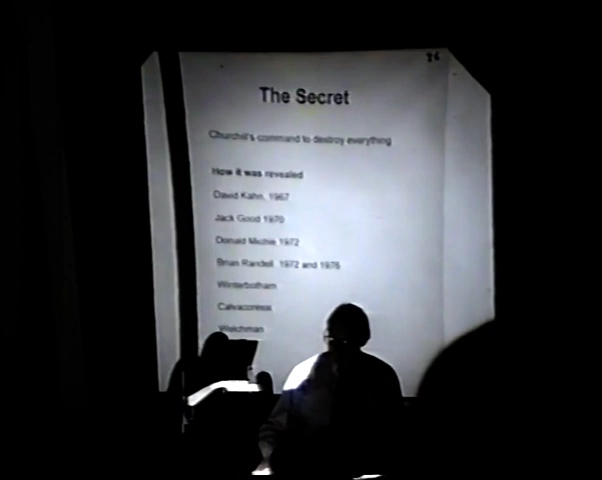 26
The Secret
Churchill's command to destroy everything
How it was revealed
David Kahn, 1967
Jack Good 1970
Donald Michie 1972
Brian Randell 1972 and 1976
Winterbotham
Calvacoressi
Welchman